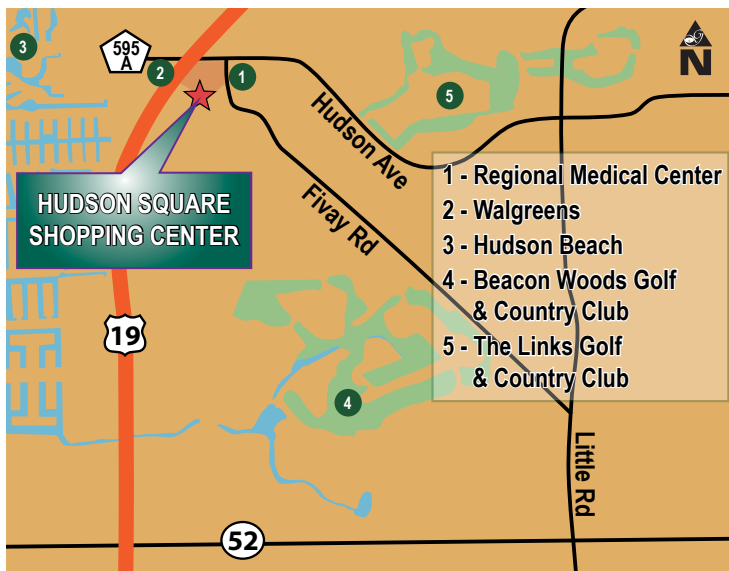 3
595
A
2
1
5
N
Hudson Ave
HUDSON SQUARE
SHOPPING CENTER
Fivay Rd
1 - Regional Medical Center
2 - Walgreens
3 - Hudson Beach
4 - Beacon Woods Golf
& Country Club
5 - The Links Golf
& Country Club
19
4
Little Rd
52